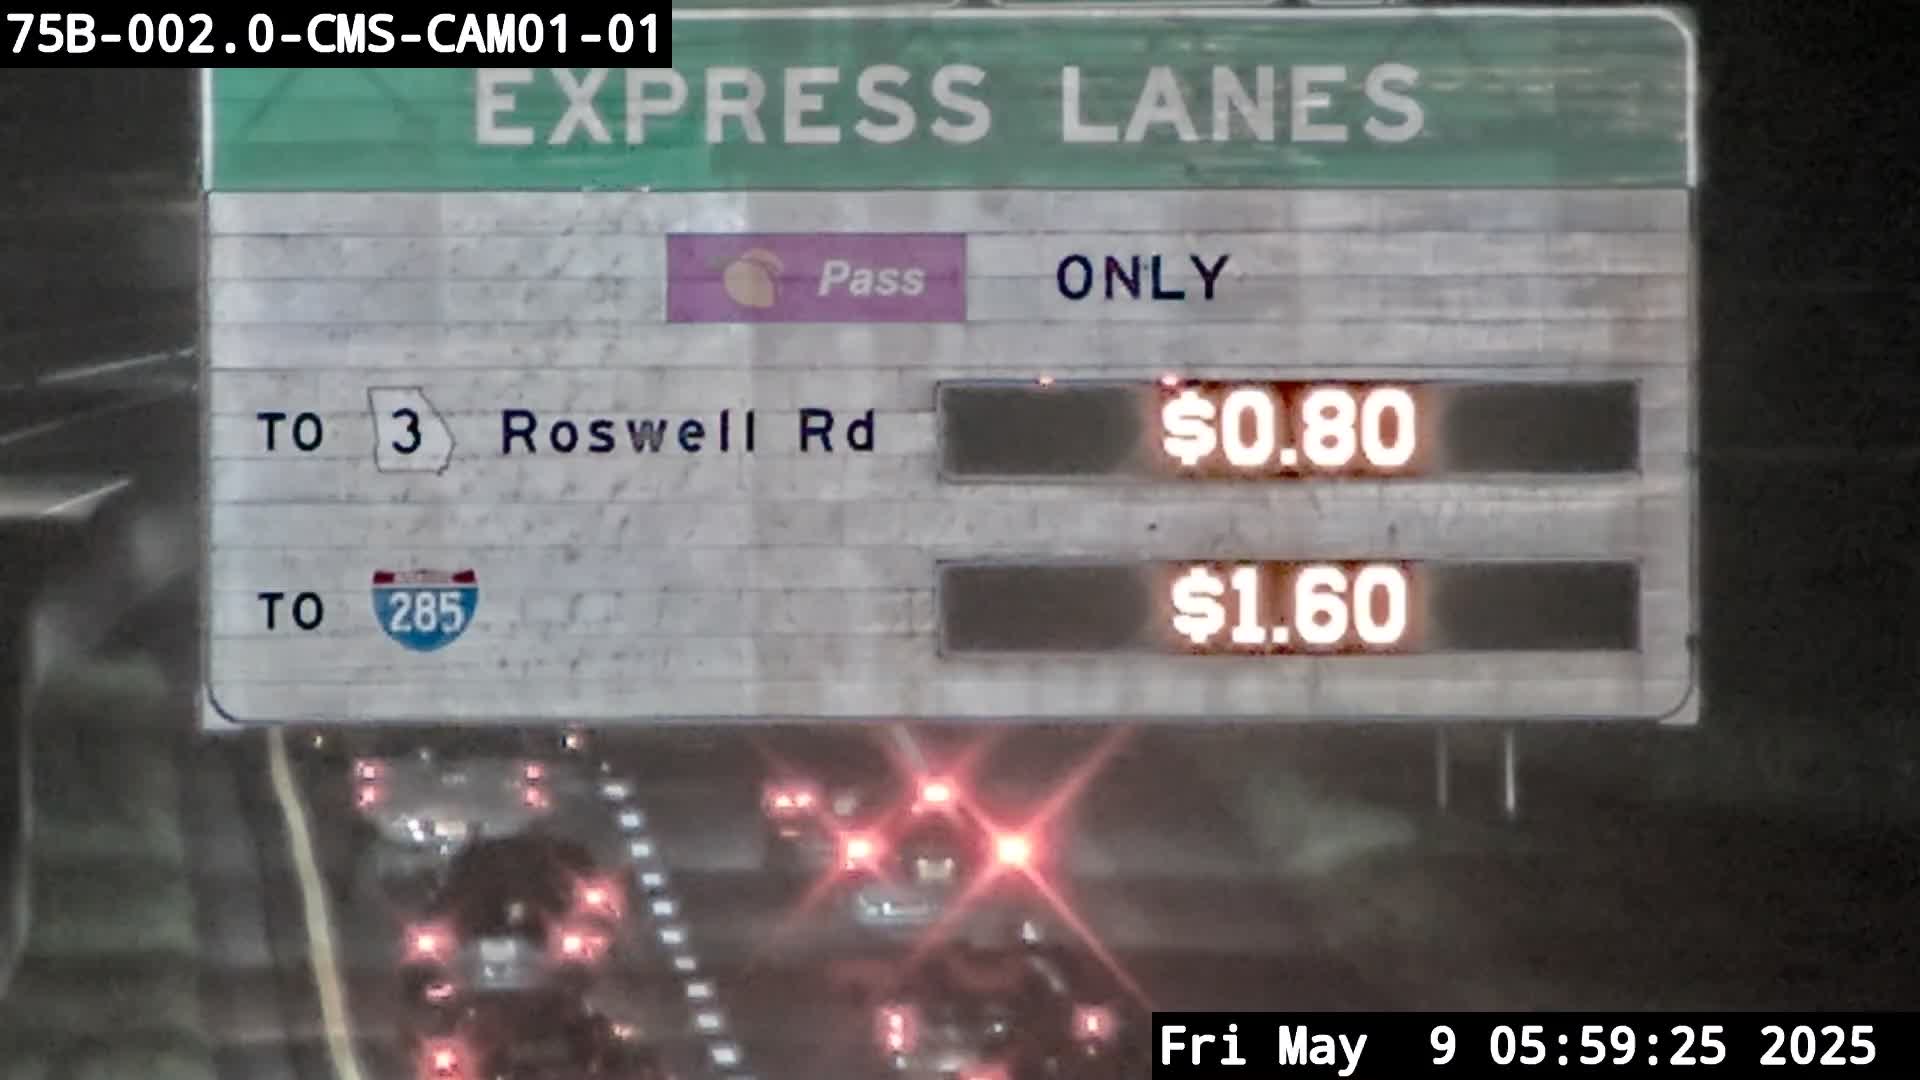 75B-002.0-CMS-CAM01-01
EXPRESS LANES
Pass ONLY
TO 3 Roswell Rd $0.80
TO 285 $1.60
Fri May 9 05:59:25 2025